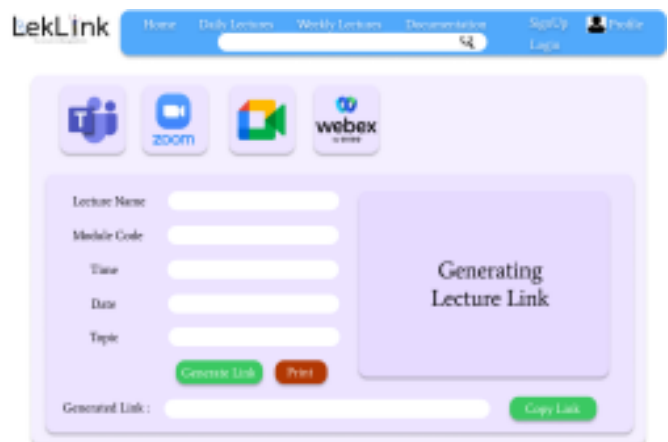 LekLink
Home Daily Lectures Weekly Lectures Documentation SignUp Profile
Login
zoom
webex
Lecture Name
Module Code
Time
Date
Topic
Generating
Lecture Link
Generate Link Print
Generated Link : Copy Link